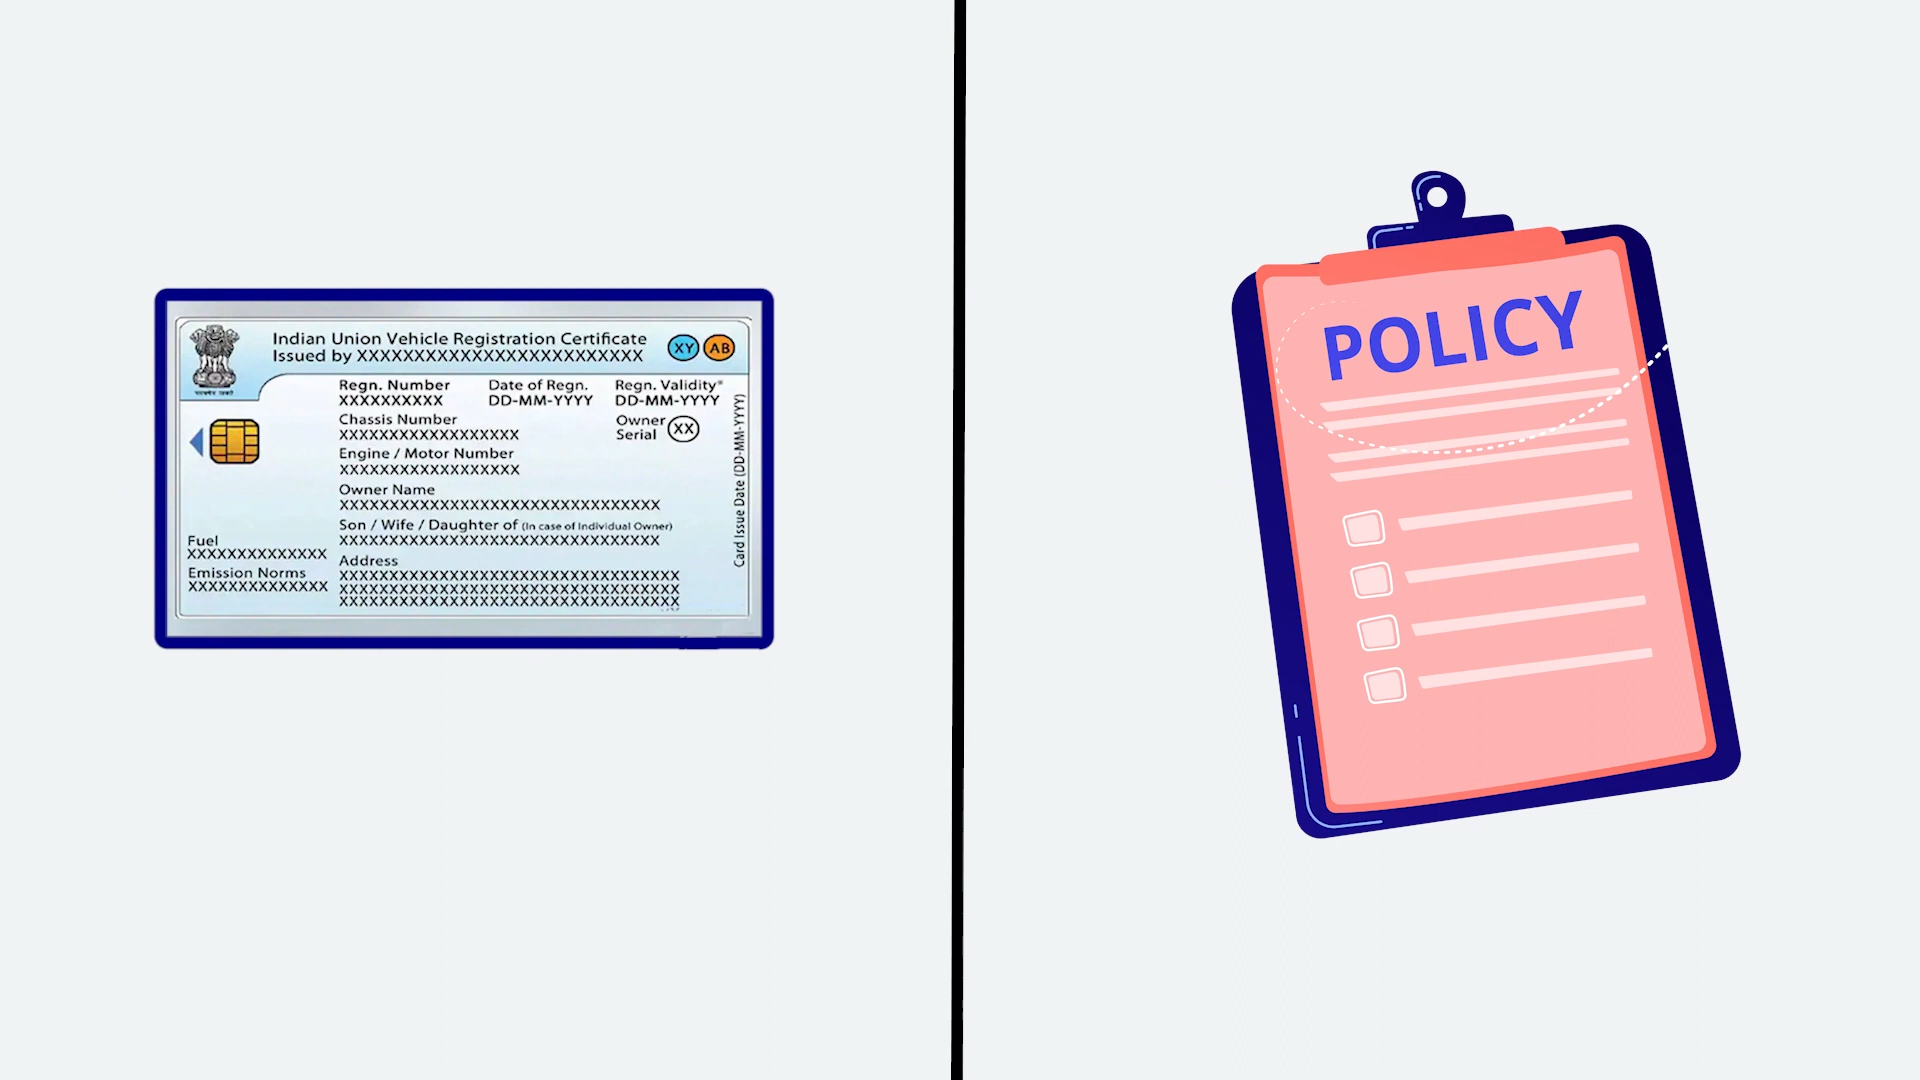 Indian Union Vehicle Registration Certificate
Issued by XXXXXXXXXXXXXXXXXXXXXXXXX
XY AB
Regn. Number
XXXXXXXXXX
Date of Regn.
DD-MM-YYYY
Regn. Validity*
DD-MM-YYYY
Chassis Number
XXXXXXXXXXXXXXXXX
Owner
Serial
XX
Engine / Motor Number
XXXXXXXXXXXXXXXXX
Owner Name
XXXXXXXXXXXXXXXXXXXXXXXXXXXXXX
Son / Wife / Daughter of (In case of Individual Owner)
XXXXXXXXXXXXXXXXXXXXXXXXXXXXXX
Address
XXXXXXXXXXXXXXXXXXXXXXXXXXXXXXXX
XXXXXXXXXXXXXXXXXXXXXXXXXXXXXXXX
XXXXXXXXXXXXXXXXXXXXXXXXXXXXXXXX
Fuel
XXXXXXXXXXXXXX
Emission Norms
XXXXXXXXXXXXXX
Card Issue Date (DD-MM-YYYY)
POLICY